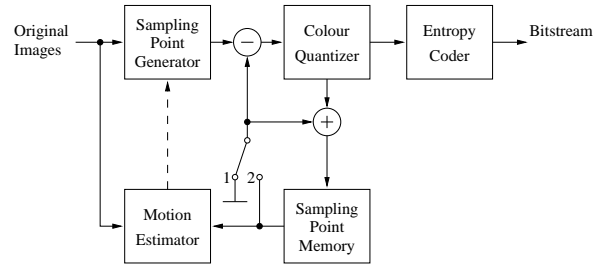 Original
Images
Sampling
Point
Generator
−
Colour
Quantizer
Entropy
Coder
Bitstream
+
1
2
Motion
Estimator
Sampling
Point
Memory